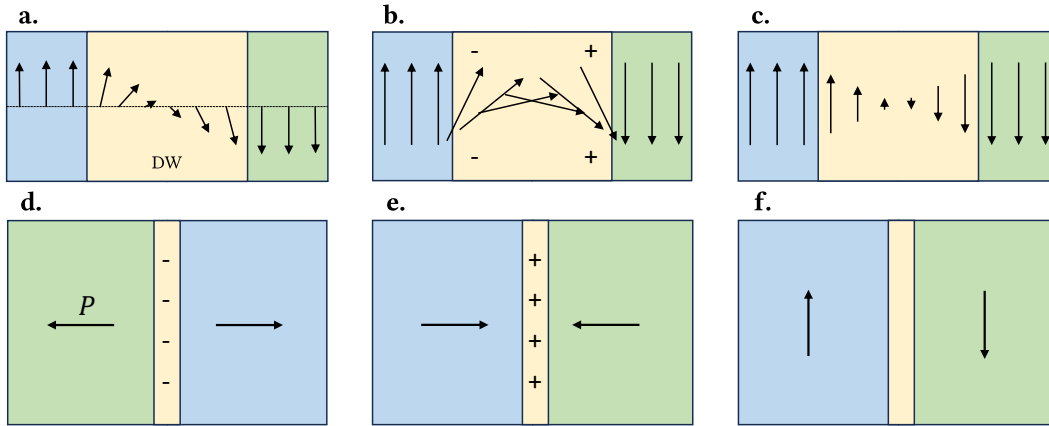 a.
b.
c.
- +
DW
- +
d.
e.
f.
- +
- +
P
- +
- +